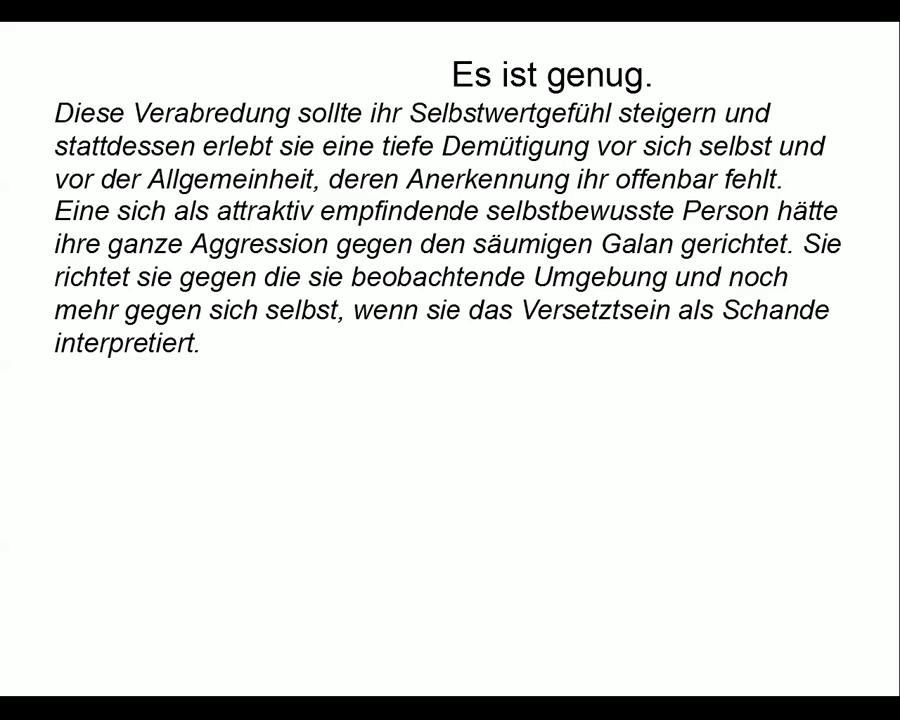 Es ist genug.
Diese Verabredung sollte ihr Selbstwertgefühl steigern und
stattdessen erlebt sie eine tiefe Demütigung vor sich selbst und
vor der Allgemeinheit, deren Anerkennung ihr offenbar fehlt.
Eine sich als attraktiv empfindende selbstbewusste Person hätte
ihre ganze Aggression gegen den säumigen Galan gerichtet. Sie
richtet sie gegen die sie beobachtende Umgebung und noch
mehr gegen sich selbst, wenn sie das Versetztsein als Schande
interpretiert.